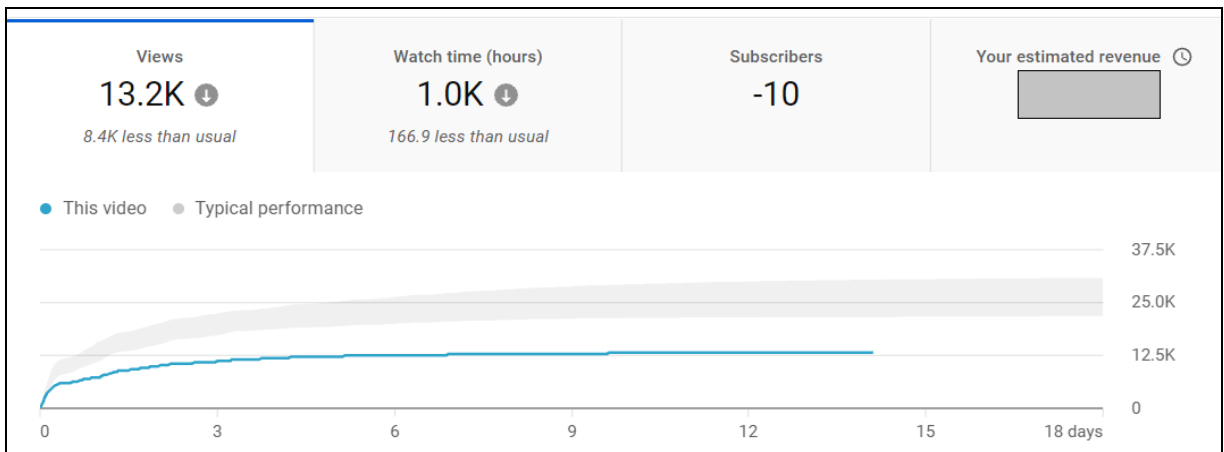 Views
13.2K
8.4K less than usual
Watch time (hours)
1.0K
166.9 less than usual
Subscribers
-10
Your estimated revenue
This video
Typical performance
37.5K
25.0K
12.5K
0
0 3 6 9 12 15 18 days